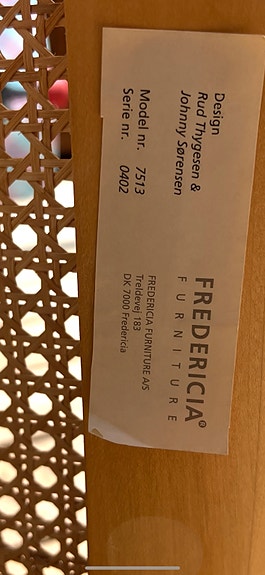 Design
Rud Thygesen &
Johnny Sørensen
Model nr. 7513
Serie nr. 0402
FREDERICIA®
FURNITURE
FREDERICIA FURNITURE A/S
Treldevej 183
DK 7000 Fredericia